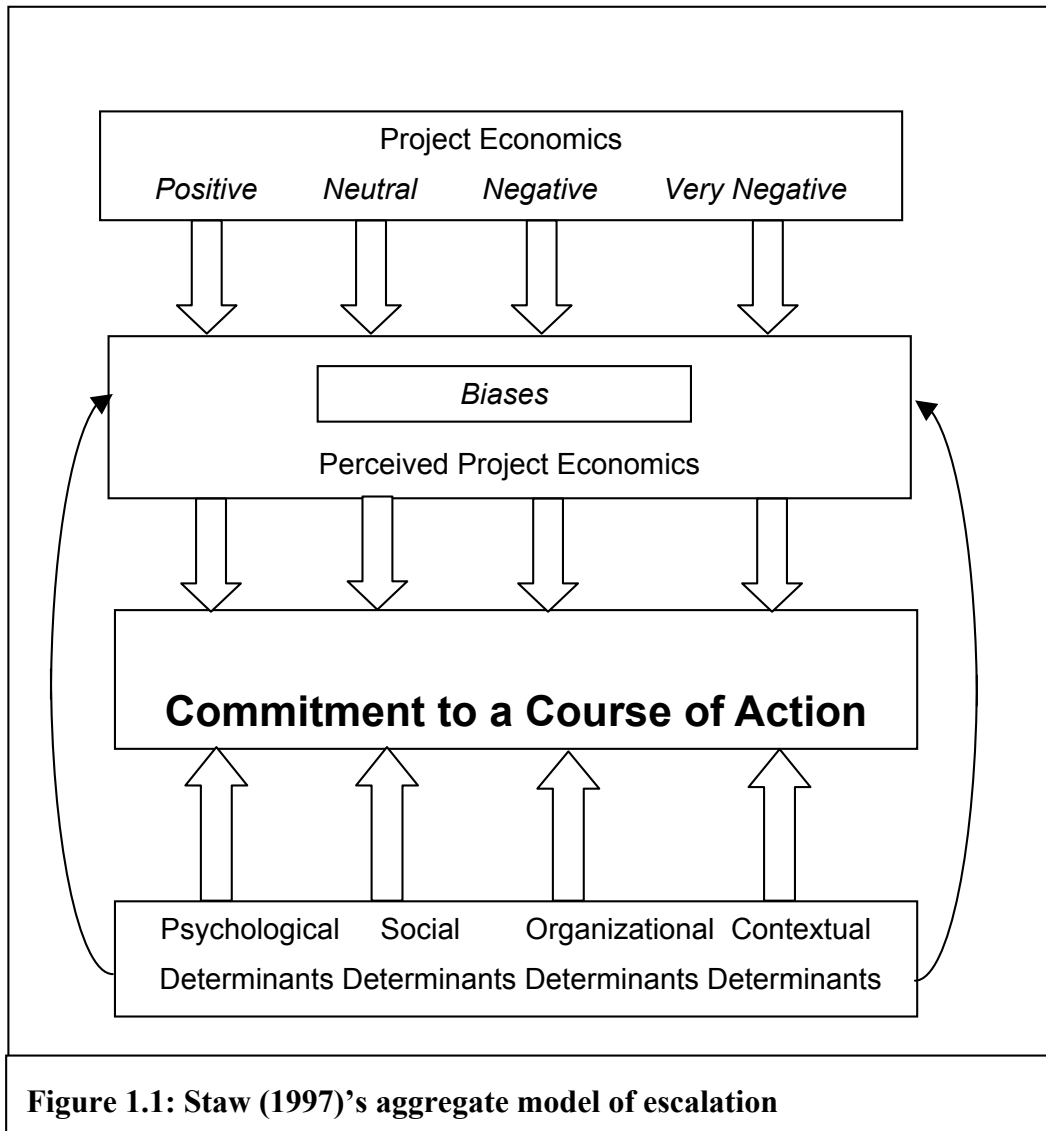 Project Economics
Positive Neutral Negative Very Negative
Biases
Perceived Project Economics
Commitment to a Course of Action
Psychological Social Organizational Contextual
Determinants Determinants Determinants Determinants
Figure 1.1: Staw (1997)’s aggregate model of escalation